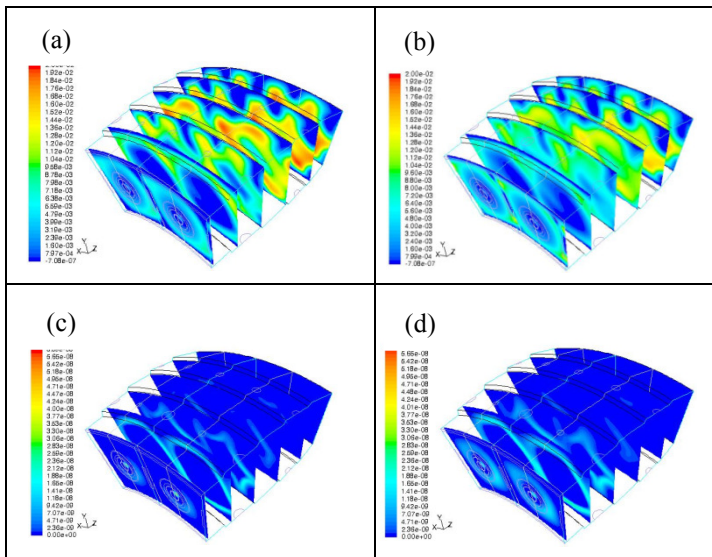 (a)
1.92e-02
1.84e-02
1.76e-02
1.68e-02
1.60e-02
1.52e-02
1.44e-02
1.36e-02
1.28e-02
1.20e-02
1.12e-02
1.04e-02
9.58e-03
8.78e-03
7.98e-03
7.18e-03
6.38e-03
5.59e-03
4.79e-03
3.99e-03
3.19e-03
2.39e-03
1.60e-03
7.97e-04
-7.08e-07
Y
X
Z
(b)
2.00e-02
1.92e-02
1.84e-02
1.76e-02
1.68e-02
1.60e-02
1.52e-02
1.44e-02
1.36e-02
1.28e-02
1.20e-02
1.12e-02
1.04e-02
9.60e-03
8.80e-03
8.00e-03
7.20e-03
6.40e-03
5.60e-03
4.80e-03
4.00e-03
3.20e-03
2.40e-03
1.60e-03
7.99e-04
Y
X
Z
(c)
5.65e-08
5.42e-08
5.18e-08
4.95e-08
4.71e-08
4.48e-08
4.24e-08
4.00e-08
3.77e-08
3.53e-08
3.30e-08
3.06e-08
2.83e-08
2.59e-08
2.36e-08
2.12e-08
1.88e-08
1.65e-08
1.41e-08
1.18e-08
9.42e-09
7.07e-09
4.71e-09
2.36e-09
0.00e+00
Y
X
Z
(d)
5.65e-08
5.42e-08
5.18e-08
4.95e-08
4.71e-08
4.48e-08
4.24e-08
4.01e-08
3.77e-08
3.53e-08
3.30e-08
3.06e-08
2.83e-08
2.59e-08
2.36e-08
2.12e-08
1.88e-08
1.65e-08
1.41e-08
1.18e-08
9.42e-09
7.07e-09
4.71e-09
2.36e-09
0.00e+00
Y
X
Z